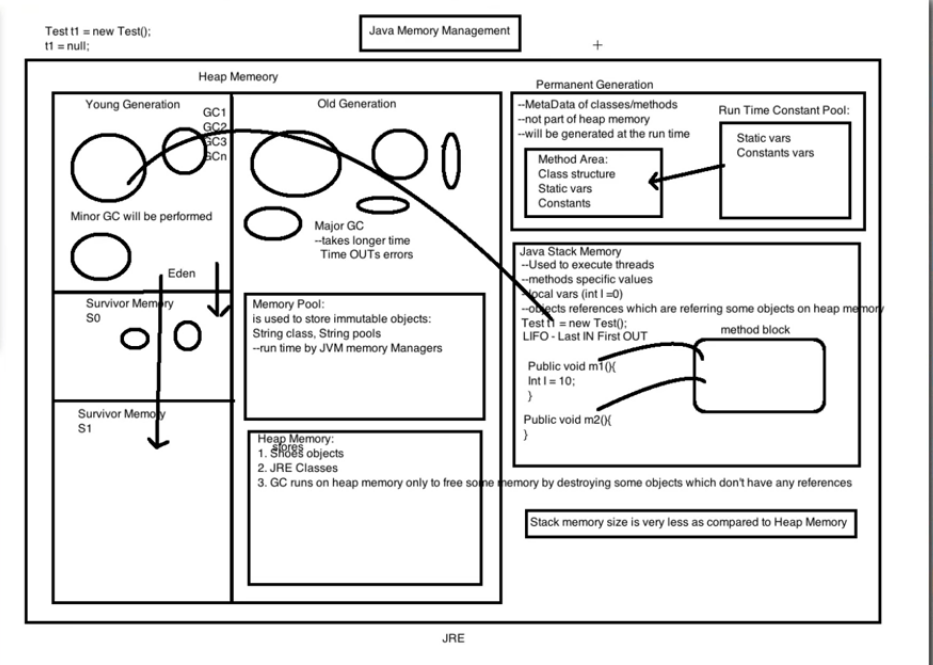 Test t1 = new Test();
t1 = null;
Java Memory Management
Heap Memeory
Young Generation
GC1
GC2
GC3
GCn
Minor GC will be performed
Eden
Survivor Memory
S0
Survivor Memory
S1
Old Generation
Major GC
--takes longer time
Time OUTs errors
Memory Pool:
is used to store immutable objects:
String class, String pools
--run time by JVM memory Managers
Heap Memory:
stores
1. Shoes objects
2. JRE Classes
3. GC runs on heap memory only to free some memory by destroying some objects which don't have any references
Permanent Generation
--MetaData of classes/methods
--not part of heap memory
--will be generated at the run time
Method Area:
Class structure
Static vars
Constants
Run Time Constant Pool:
Static vars
Constants vars
Java Stack Memory
--Used to execute threads
--methods specific values
--local vars (int I =0)
--objects references which are referring some objects on heap memory
Test t1 = new Test();
LIFO - Last IN First OUT
method block
Public void m1(){
Int I = 10;
}
Public void m2(){
}
Stack memory size is very less as compared to Heap Memory
JRE